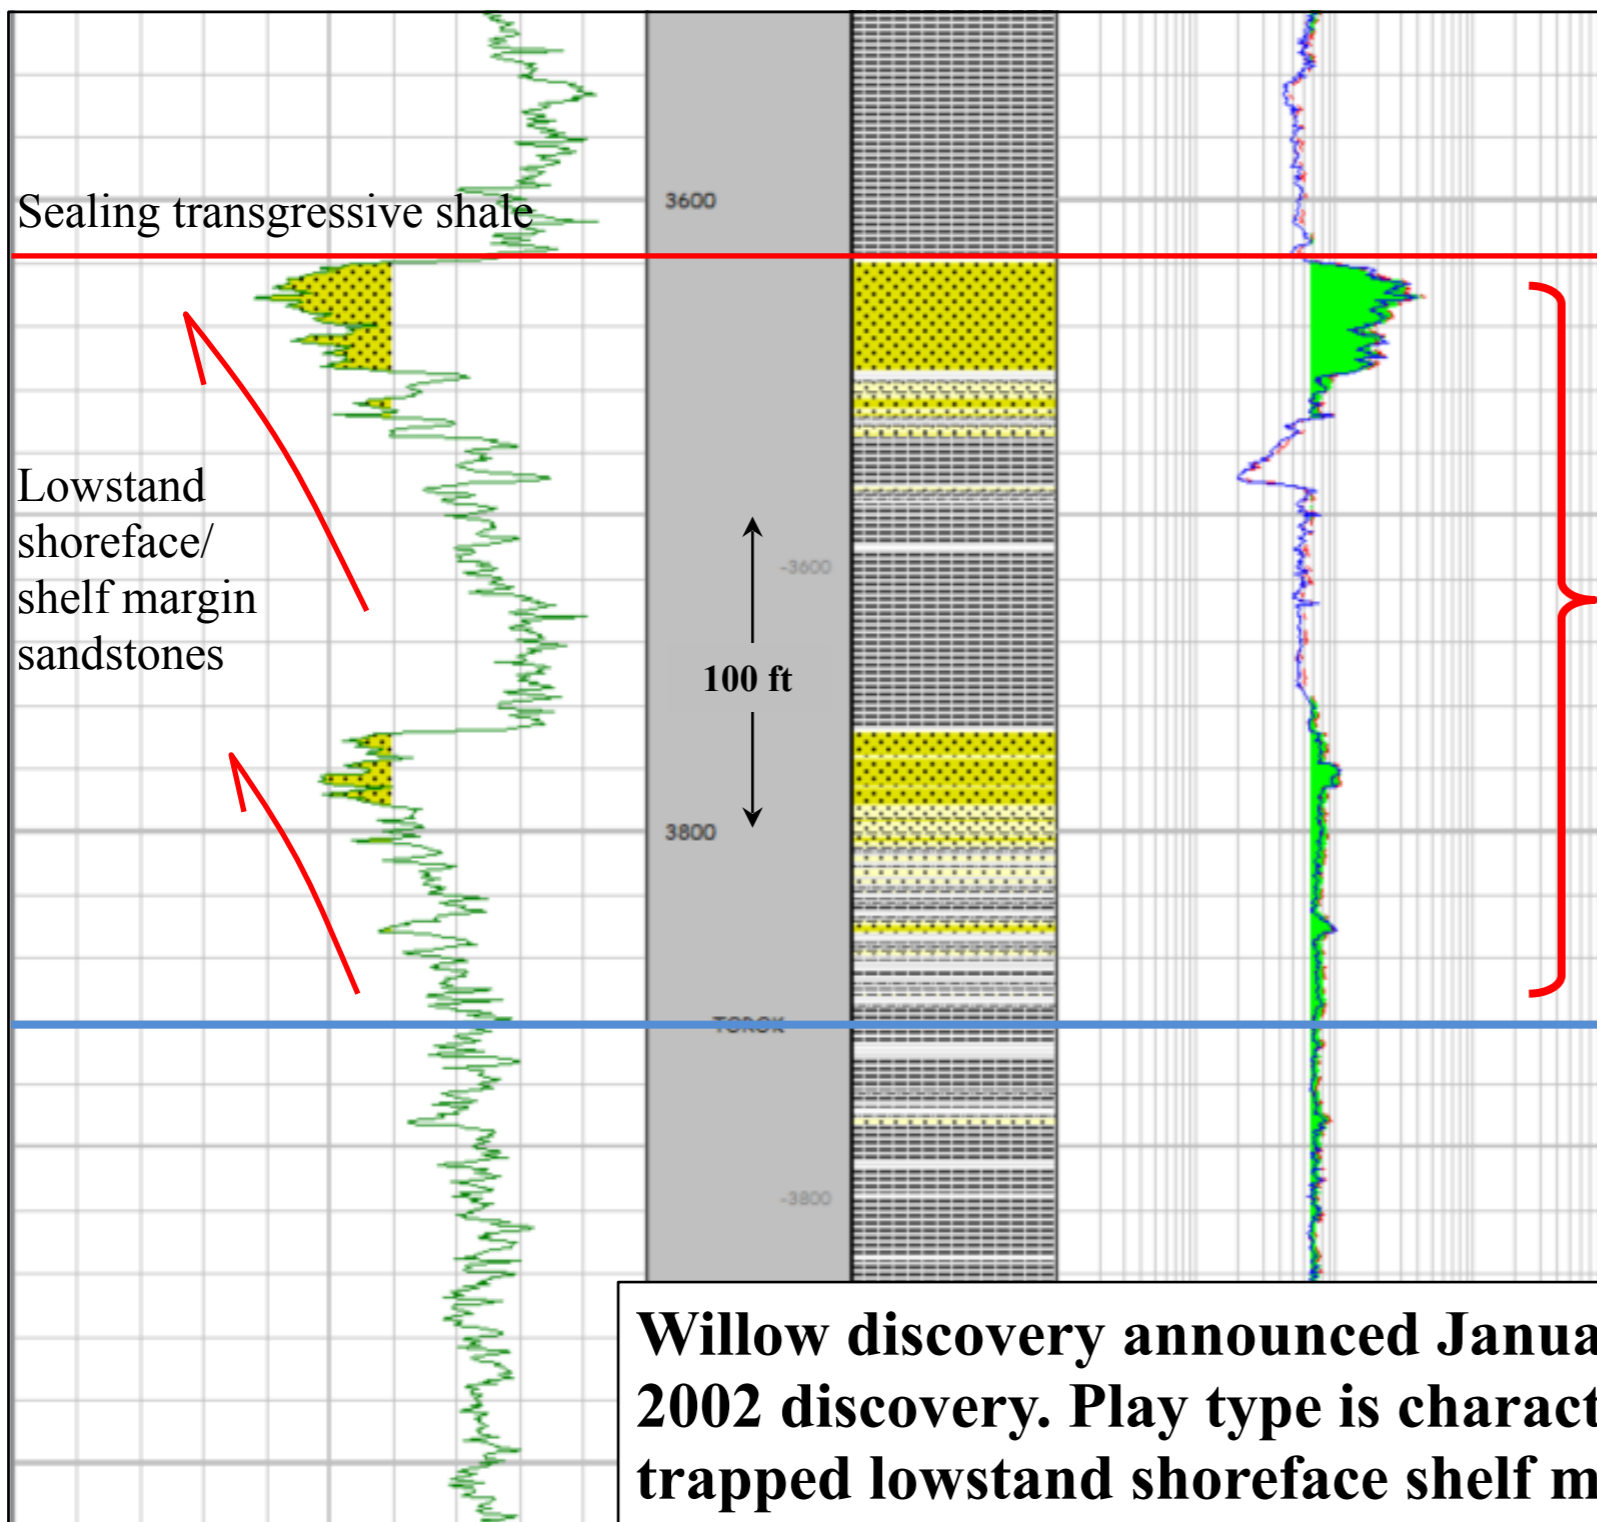 3600
Sealing transgressive shale
Lowstand
shoreface/
shelf margin
sandstones
-3600
100 ft
3800
TOROK
-3800
Willow discovery announced Janua
2002 discovery. Play type is charact
trapped lowstand shoreface shelf m